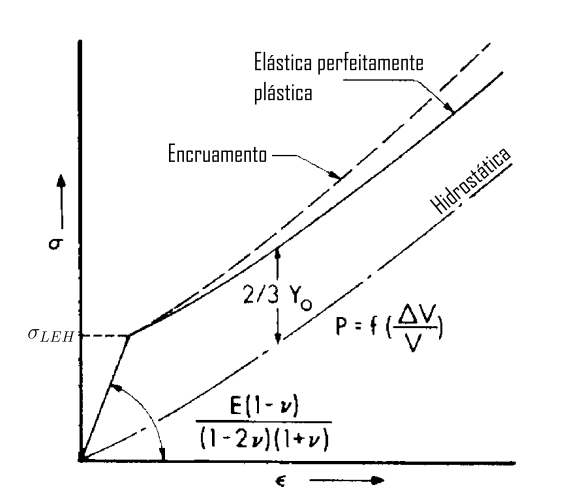 Elástica perfeitamente
plástica
Encruamento
Hidrostática
σ
2/3 Y₀
P = f (ΔV/V)
σLEH
E(1-ν)
(1-2ν)(1+ν)
ϵ